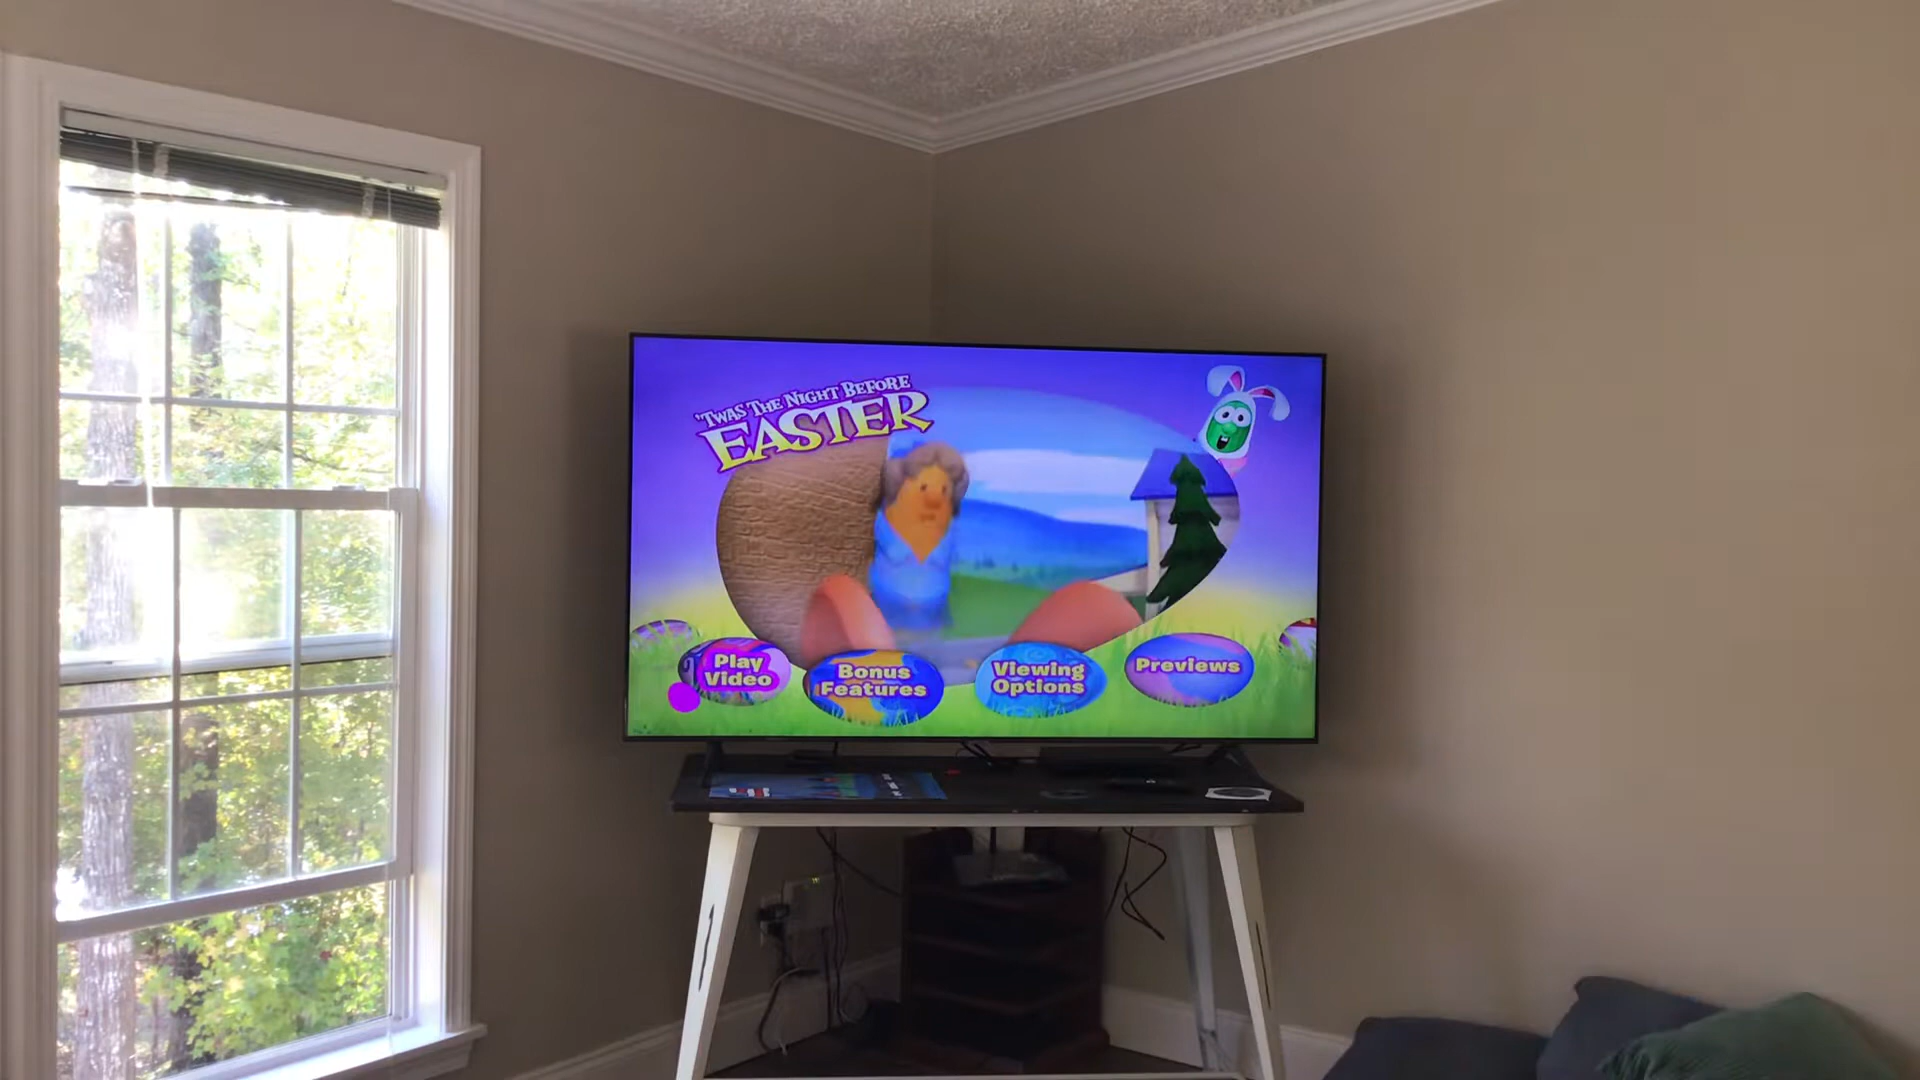 'Twas The Night Before
EASTER
Play
Video
Bonus
Features
Viewing
Options
Previews